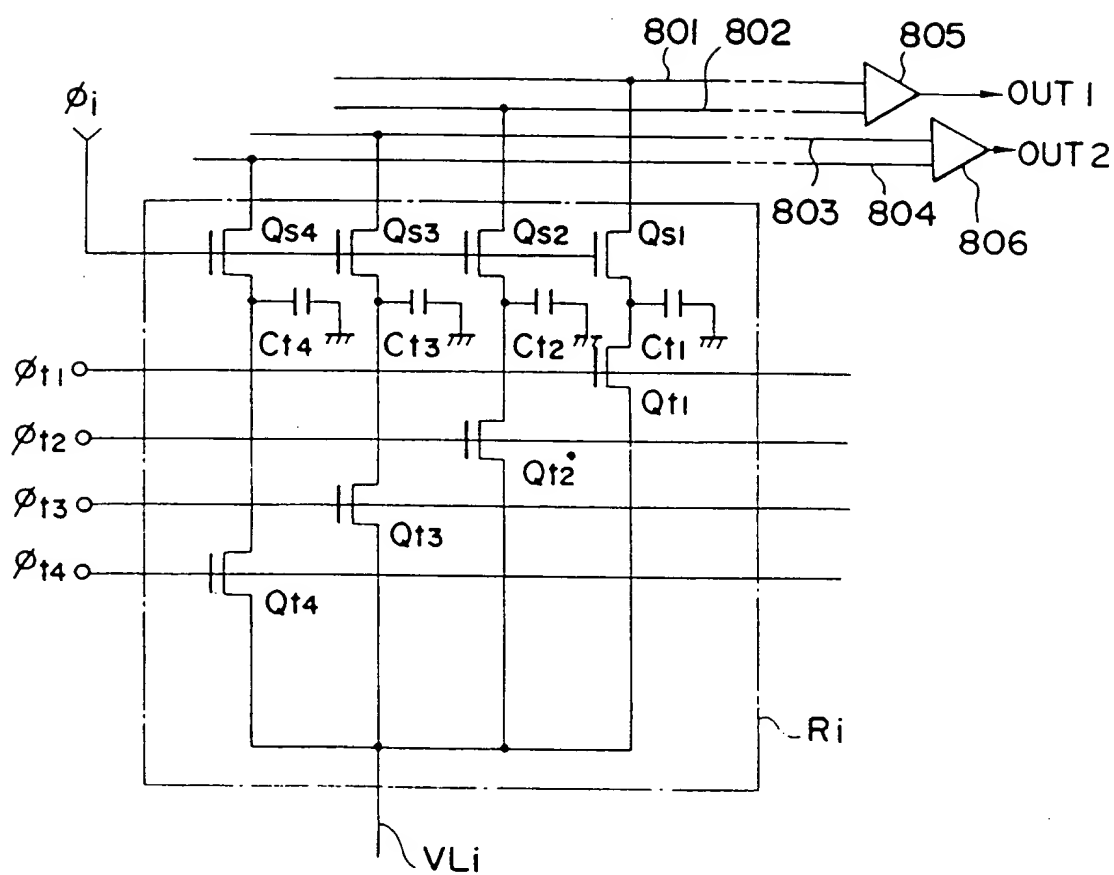 801 802 805
φi
OUT 1
OUT 2
803 804 806
Qs4 Qs3 Qs2 Qs1
Ct4 Ct3 Ct2 Ct1
φt1
Qt1
φt2
Qt2
φt3
Qt3
φt4
Qt4
Ri
VLi